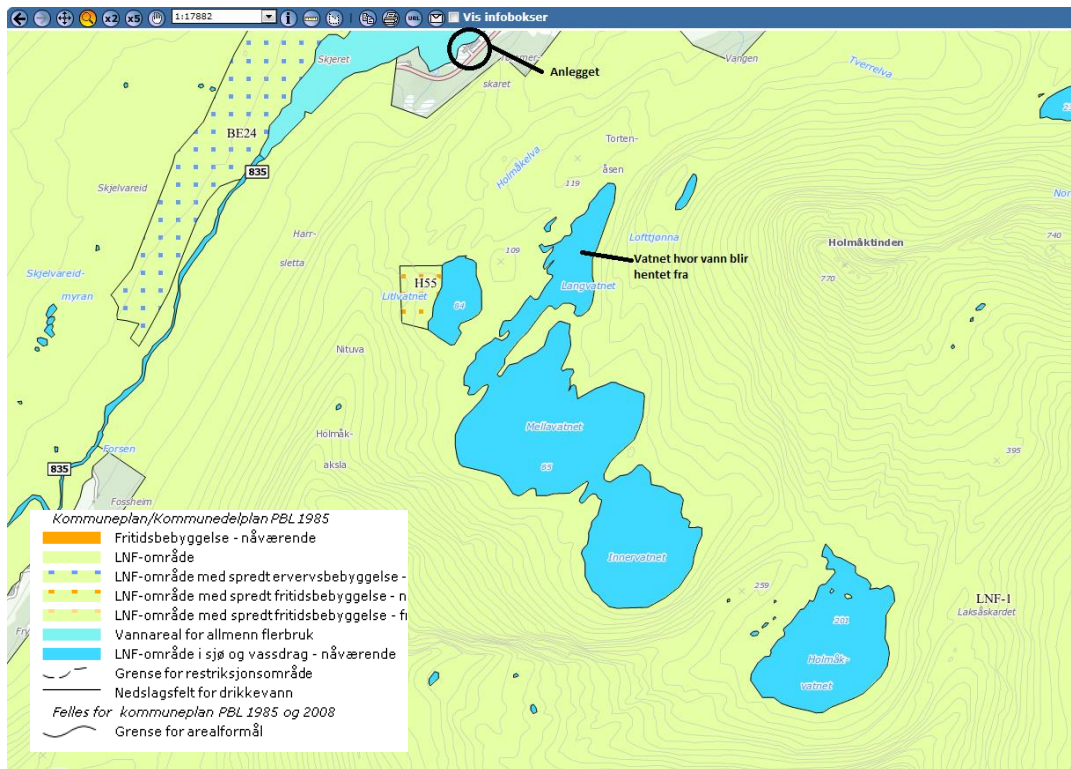 x2 x5 1:17882 i URL Vis infobokser
Skjeret
Vangen
Tverrelva
Anlegget
skaret
BE24
Torten-
åsen
Holmåkelva
119
835
Skjelvareid
Lofttjønna
740
Holmåktinden
Harr-
sletta
109
Vatnet hvor vann blir
hentet fra
770
Skjelvareid-
myran
H55
Litlvatnet
84
Langvatnet
Nituva
Mellavatnet
65
Holmåk-
aksla
395
Forsen
835
Fossheim
Innervatnet
259
LNF-1
Laksåskardet
201
Holmåk-
vatnet
Kommuneplan/Kommunedelplan PBL 1985
Fritidsbebyggelse - nåværende
LNF-område
LNF-område med spredt ervervsbebyggelse -
LNF-område med spredt fritidsbebyggelse - n
LNF-område med spredt fritidsbebyggelse - fr
Vannareal for allmenn flerbruk
LNF-område i sjø og vassdrag - nåværende
Grense for restriksjonsområde
Nedslagsfelt for drikkevann
Felles for kommuneplan PBL 1985 og 2008
Grense for arealformål